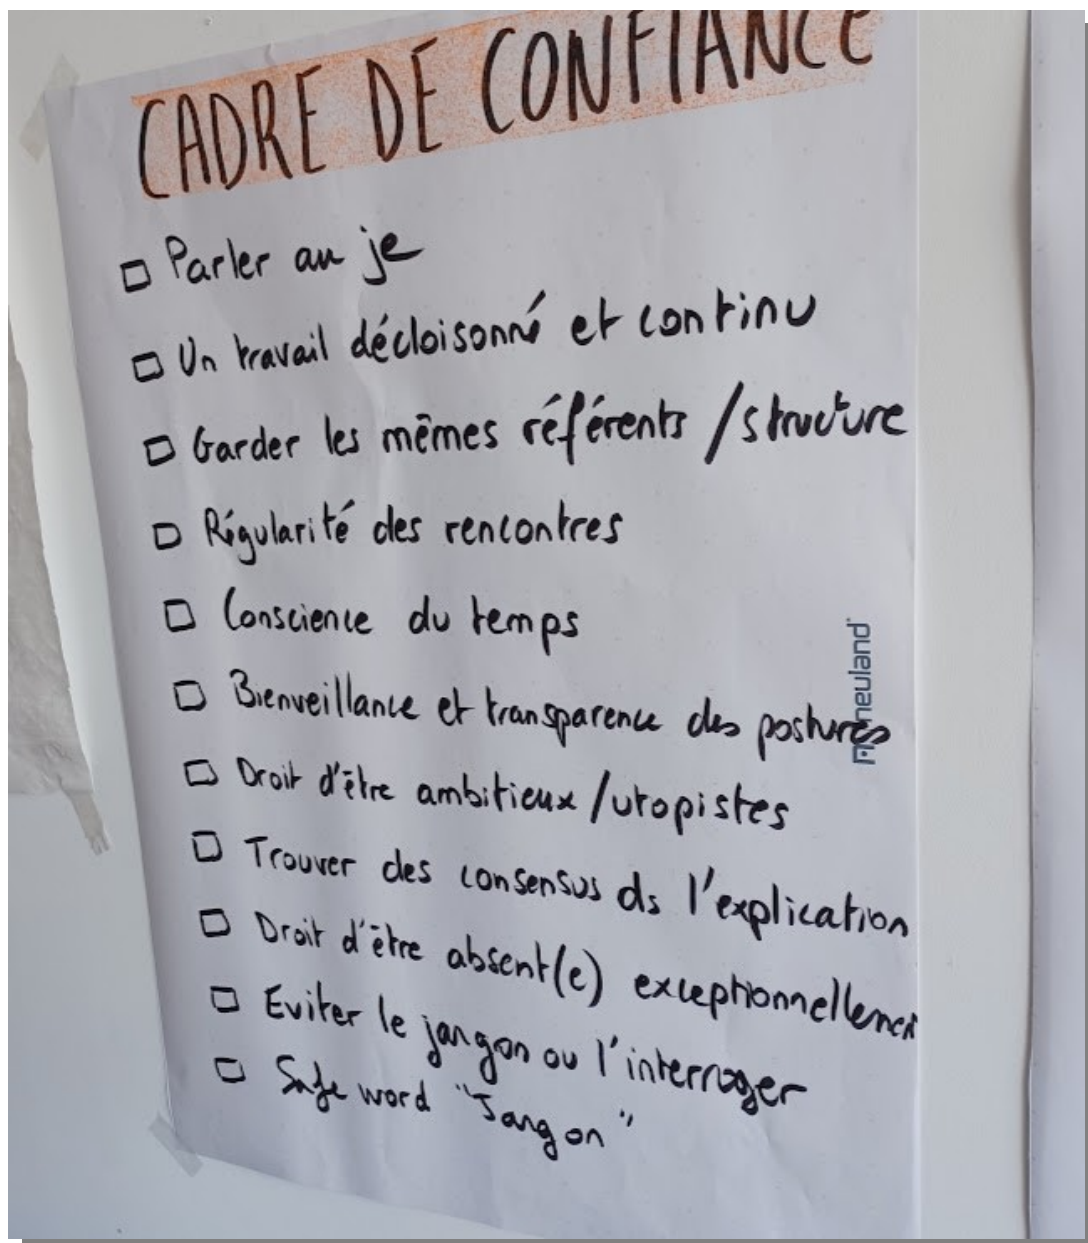 CADRE DE CONFIANCE
Parler au je
Un travail décloisonné et continu
Garder les mêmes référents / structure
Régularité des rencontres
Conscience du temps
Bienveillance et transparence des postures
Droit d'être ambitieux / utopistes
Trouver des consensus ds l'explication
Droit d'être absent(e) exceptionnellement
Eviter le jargon ou l'interroger
Safe word "Jargon"
neuland